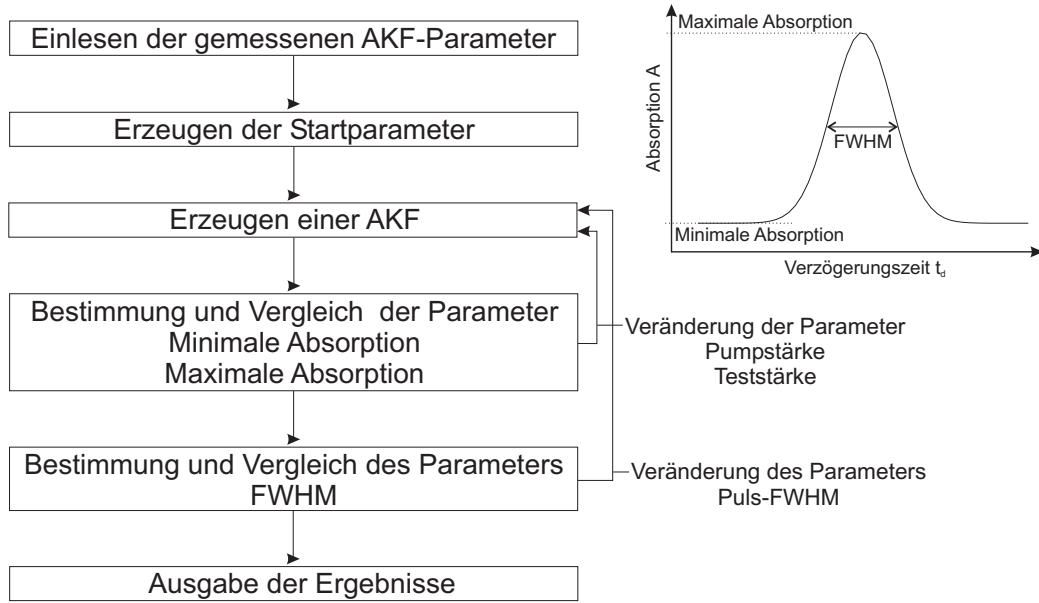 Einlesen der gemessenen AKF-Parameter
Erzeugen der Startparameter
Erzeugen einer AKF
Bestimmung und Vergleich der Parameter
Minimale Absorption
Maximale Absorption
Bestimmung und Vergleich des Parameters
FWHM
Ausgabe der Ergebnisse
Veränderung der Parameter
Pumpstärke
Teststärke
Veränderung des Parameters
Puls-FWHM
Maximale Absorption
Absorption A
FWHM
Minimale Absorption
Verzögerungszeit t_d